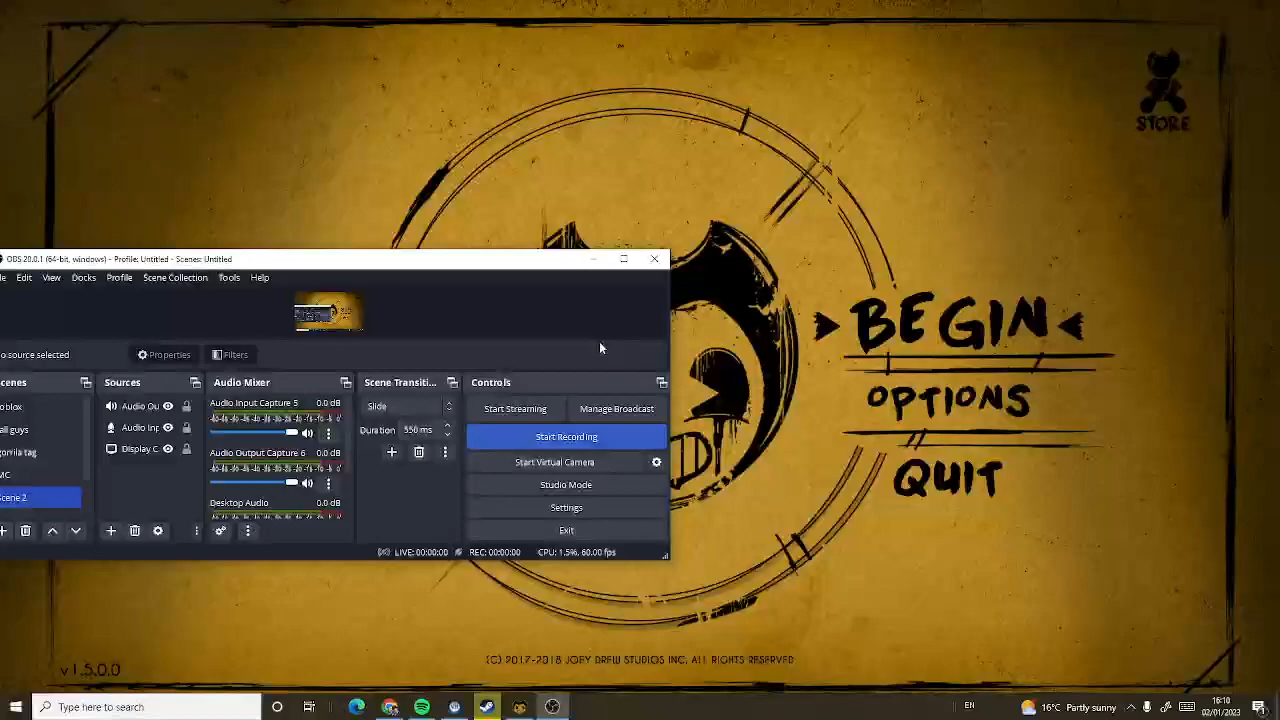 STORE
OBS 29.0.1 (64-bit, windows) - Profile: Untitled - Scenes: Untitled
Edit View Docks Profile Scene Collection Tools Help
o source selected
Properties
Filters
Scenes
oblox
all guys
gorilla tag
MC
Scene 2
Sources
Audio Ou
Audio Inp
Display C
Audio Mixer
Audio Input Capture 5 0.0 dB
Audio Output Capture 6 0.0 dB
Desktop Audio 0.0 dB
Scene Transiti...
Slide
Duration 550 ms
Controls
Start Streaming
Manage Broadcast
Start Recording
Start Virtual Camera
Studio Mode
Settings
Exit
LIVE: 00:00:00 REC: 00:00:00 CPU: 1.5%, 60.00 fps
BEGIN
OPTIONS
QUIT
(C) 2017-2018 JOEY DREW STUDIOS INC. ALL RIGHTS RESERVED
v1.5.0.0
Type here to search
EN
16°C Partly sunny
16:10
02/01/2023